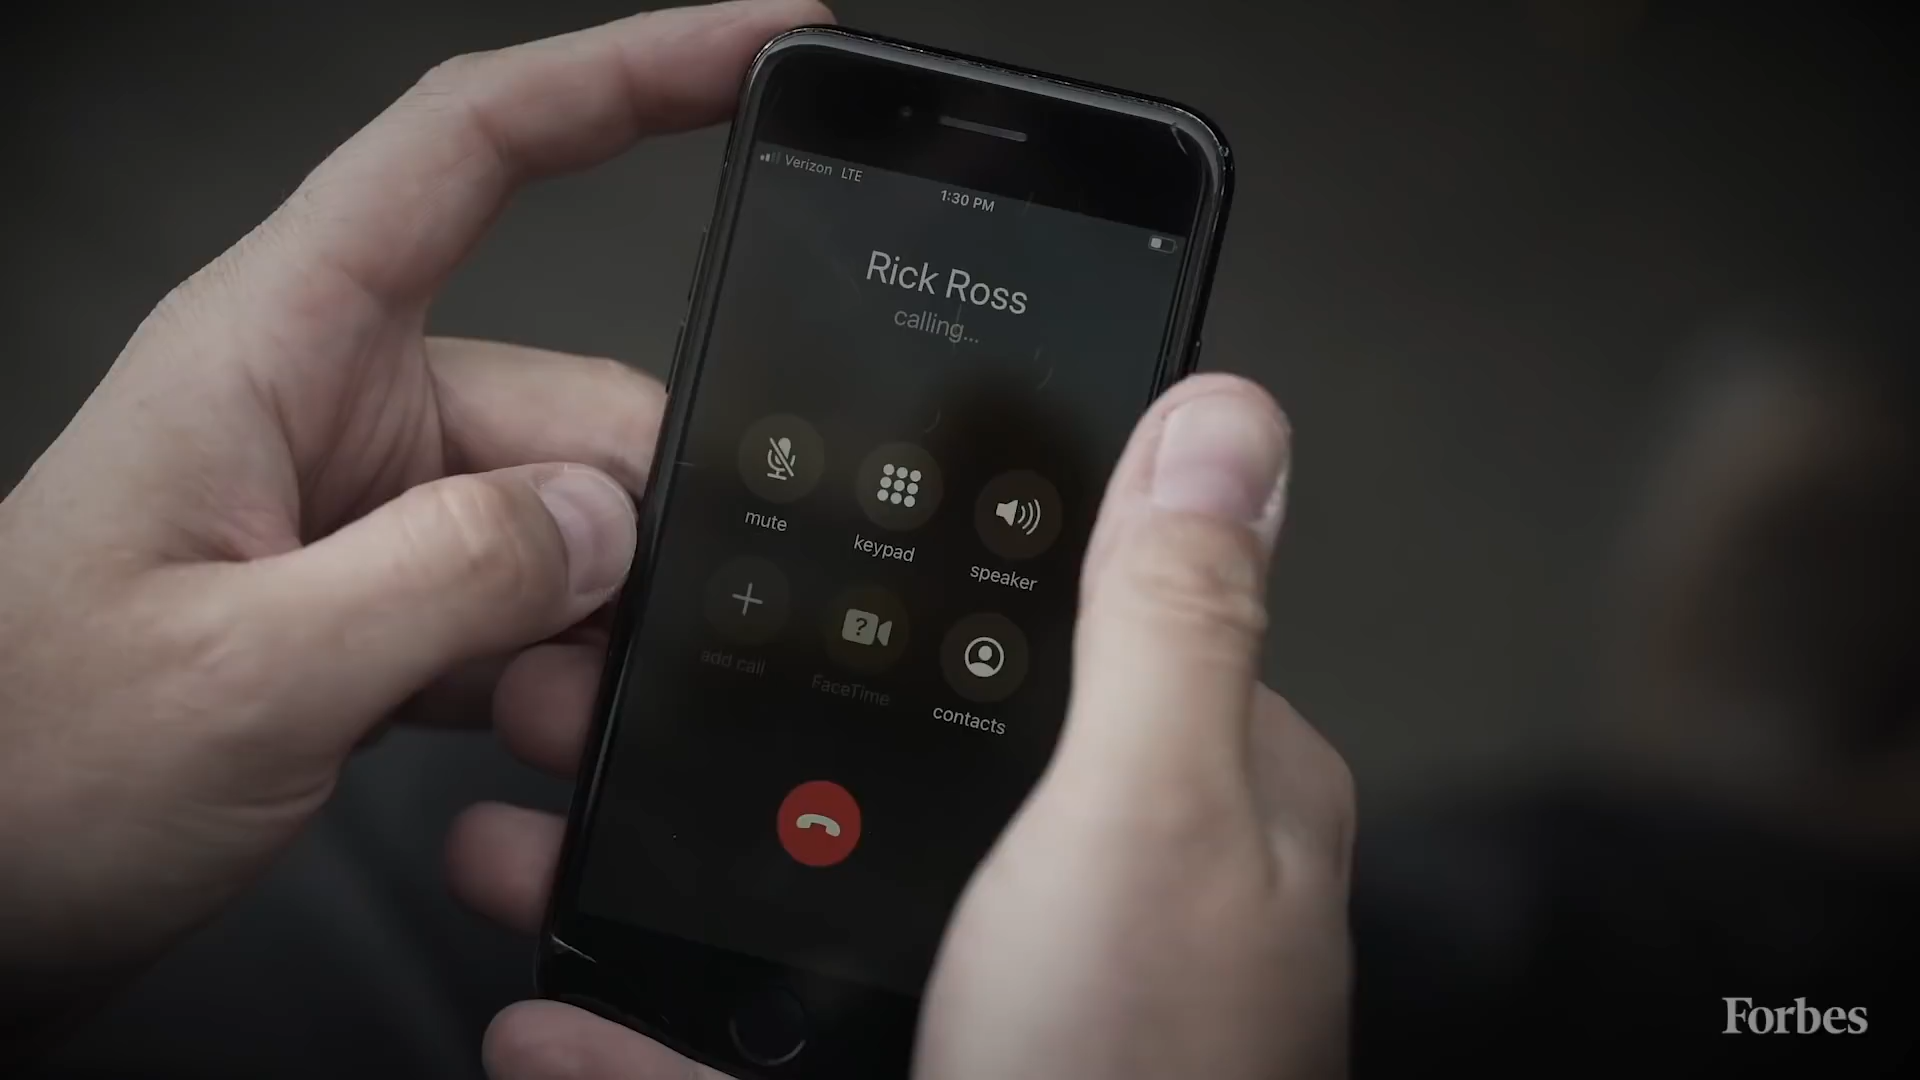 Verizon LTE
1:30 PM
Rick Ross
calling...
mute
keypad
speaker
?
add call
FaceTime
contacts
Forbes